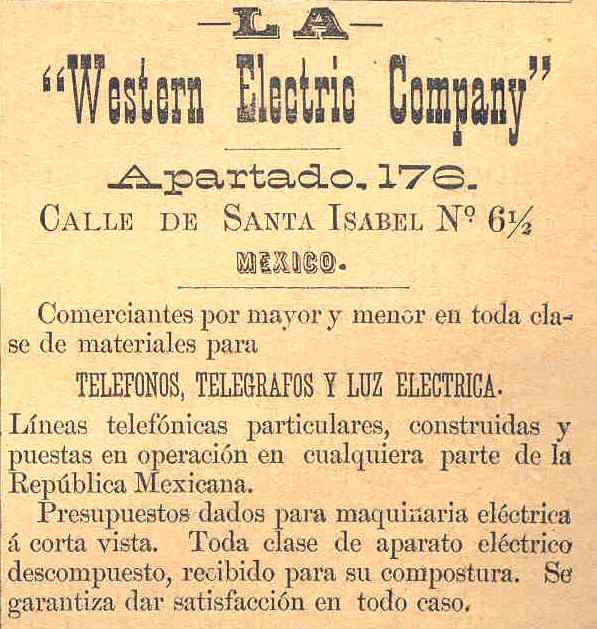 —LA—
“Western Electric Company”
Apartado, 176.
CALLE DE SANTA ISABEL Nº 6½
MEXICO.
Comerciantes por mayor y menor en toda cla-
se de materiales para
TELEFONOS, TELEGRAFOS Y LUZ ELECTRICA.
Líneas telefónicas particulares, construidas y
puestas en operación en cualquiera parte de la
República Mexicana.
Presupuestos dados para maquinaria eléctrica
á corta vista. Toda clase de aparato eléctrico
descompuesto, recibido para su compostura. Se
garantiza dar satisfacción en todo caso.